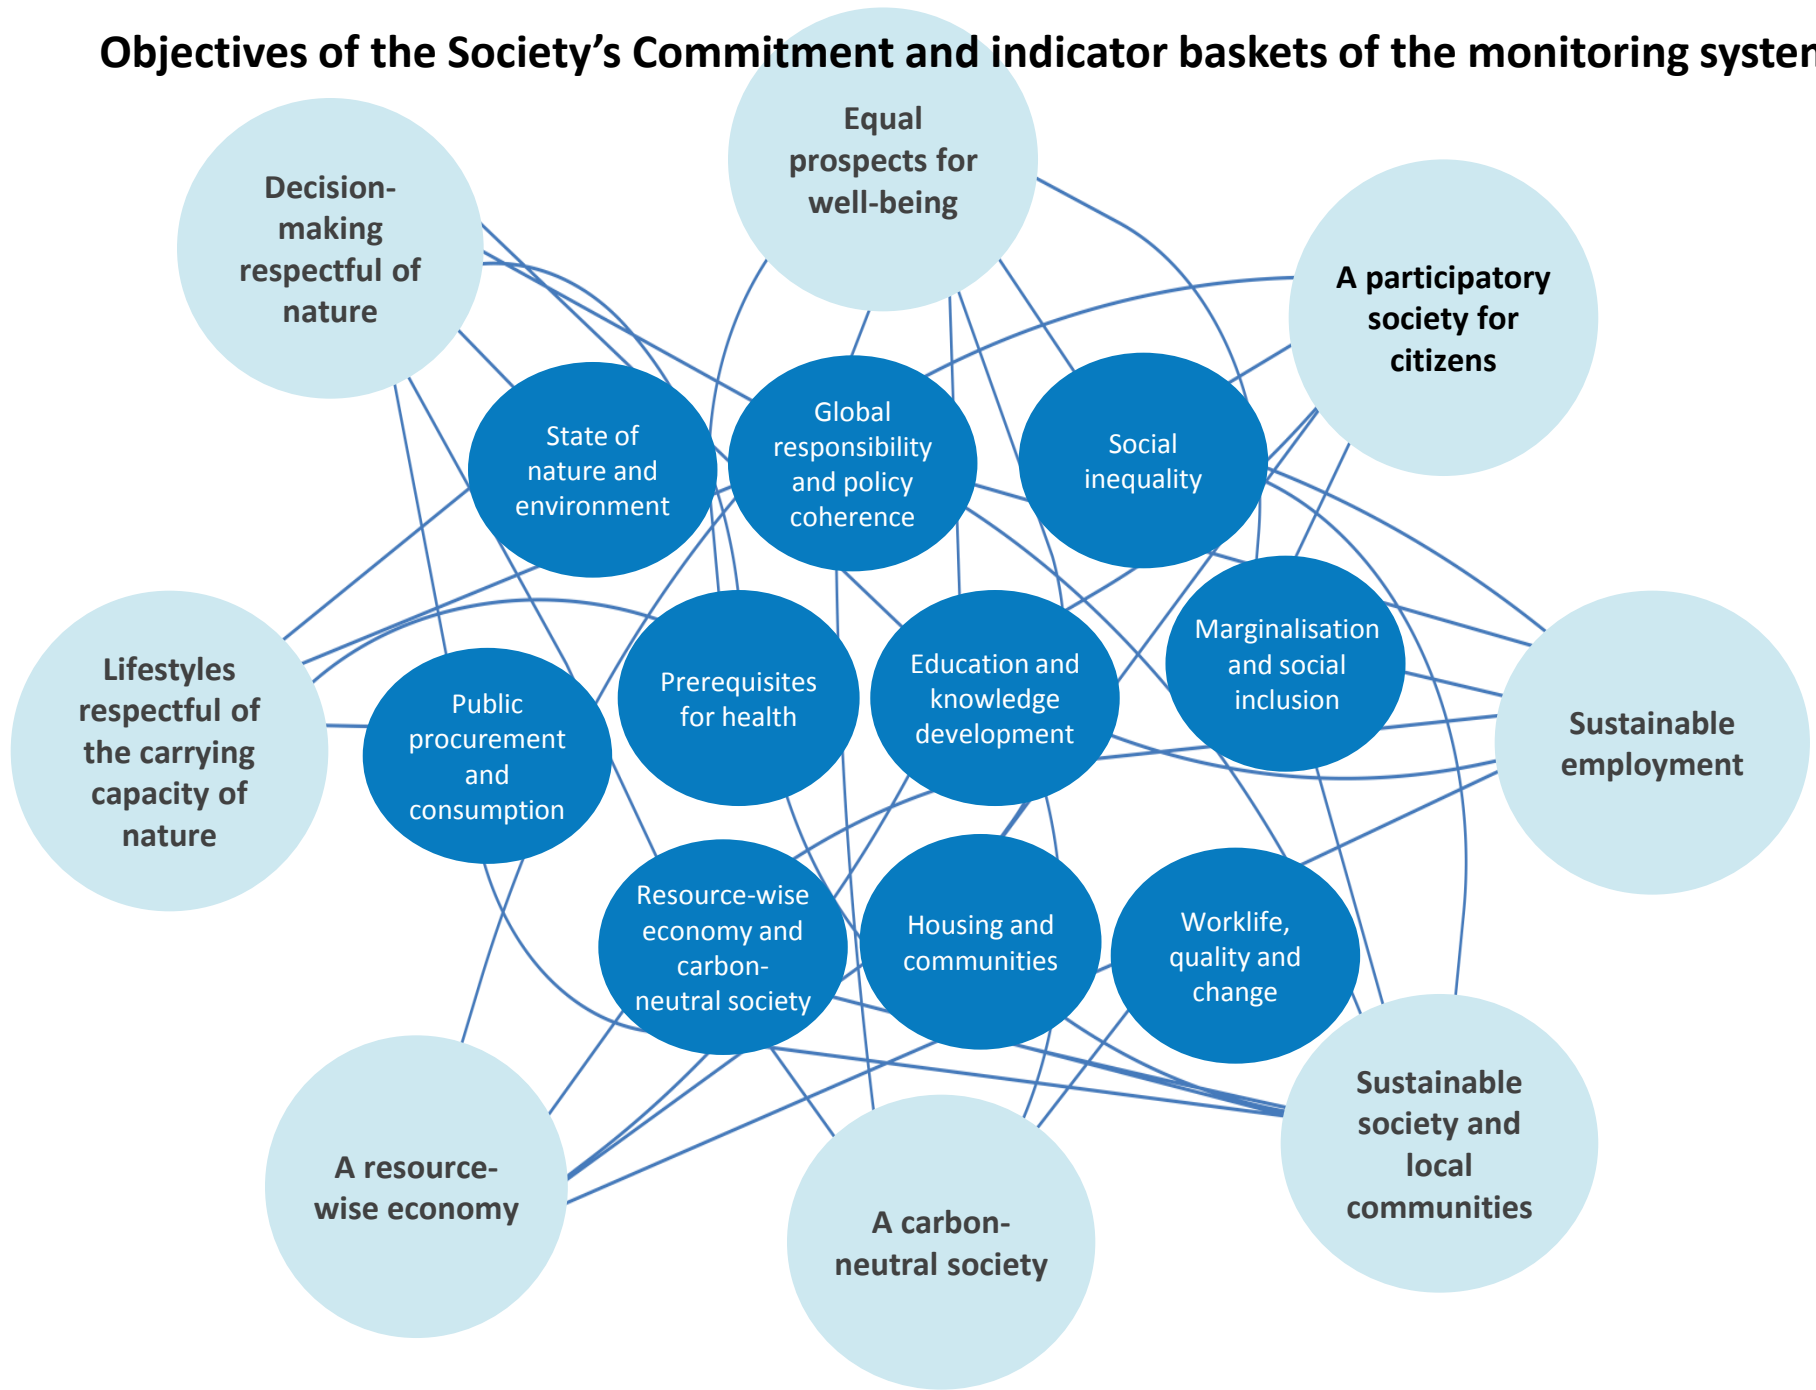 Objectives of the Society’s Commitment and indicator baskets of the monitoring system
Equal
prospects for
well-being
Decision-
making
respectful of
nature
A participatory
society for
citizens
Global
responsibility
and policy
coherence
State of
nature and
environment
Social
inequality
Marginalisation
and social
inclusion
Lifestyles
respectful of
the carrying
capacity of
nature
Prerequisites
for health
Education and
knowledge
development
Public
procurement
and
consumption
Sustainable
employment
Resource-wise
economy and
carbon-
neutral society
Housing and
communities
Worklife,
quality and
change
Sustainable
society and
local
communities
A resource-
wise economy
A carbon-
neutral society